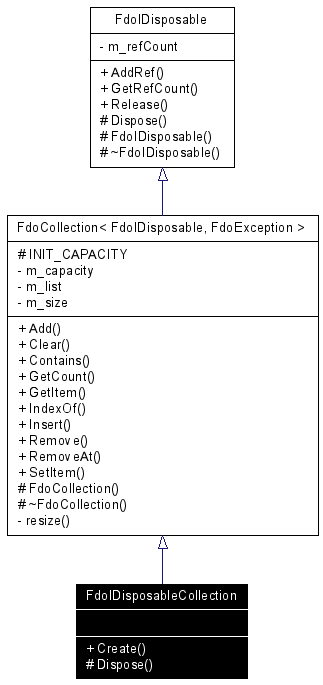 FdoIDisposable
- m_refCount
+ AddRef()
+ GetRefCount()
+ Release()
# Dispose()
# FdoIDisposable()
# ~FdoIDisposable()
FdoCollection< FdoIDisposable, FdoException >
# INIT_CAPACITY
- m_capacity
- m_list
- m_size
+ Add()
+ Clear()
+ Contains()
+ GetCount()
+ GetItem()
+ IndexOf()
+ Insert()
+ Remove()
+ RemoveAt()
+ SetItem()
# FdoCollection()
# ~FdoCollection()
- resize()
FdoIDisposableCollection
+ Create()
# Dispose()